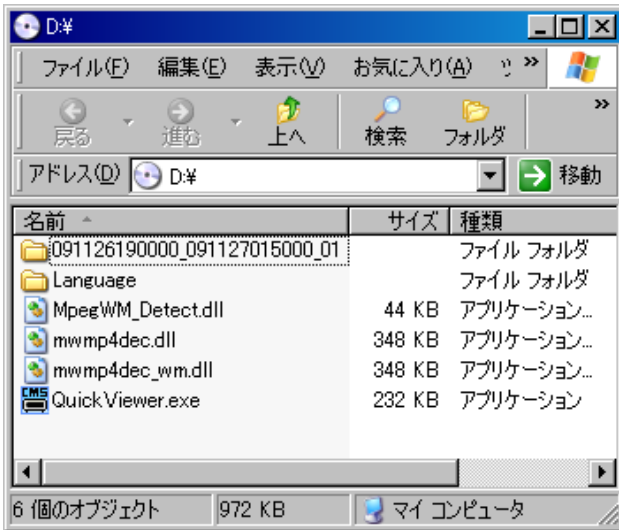 D:¥
ファイル(F) 編集(E) 表示(V) お気に入り(A) »
戻る 進む 上へ 検索 フォルダ »
アドレス(D) D:¥ 移動
名前 サイズ 種類
091126190000_091127015000_01 ファイル フォルダ
Language ファイル フォルダ
MpegWM_Detect.dll 44 KB アプリケーション...
mwmp4dec.dll 348 KB アプリケーション...
mwmp4dec_wm.dll 348 KB アプリケーション...
CMS QuickViewer.exe 232 KB アプリケーション
6 個のオブジェクト 972 KB マイ コンピュータ